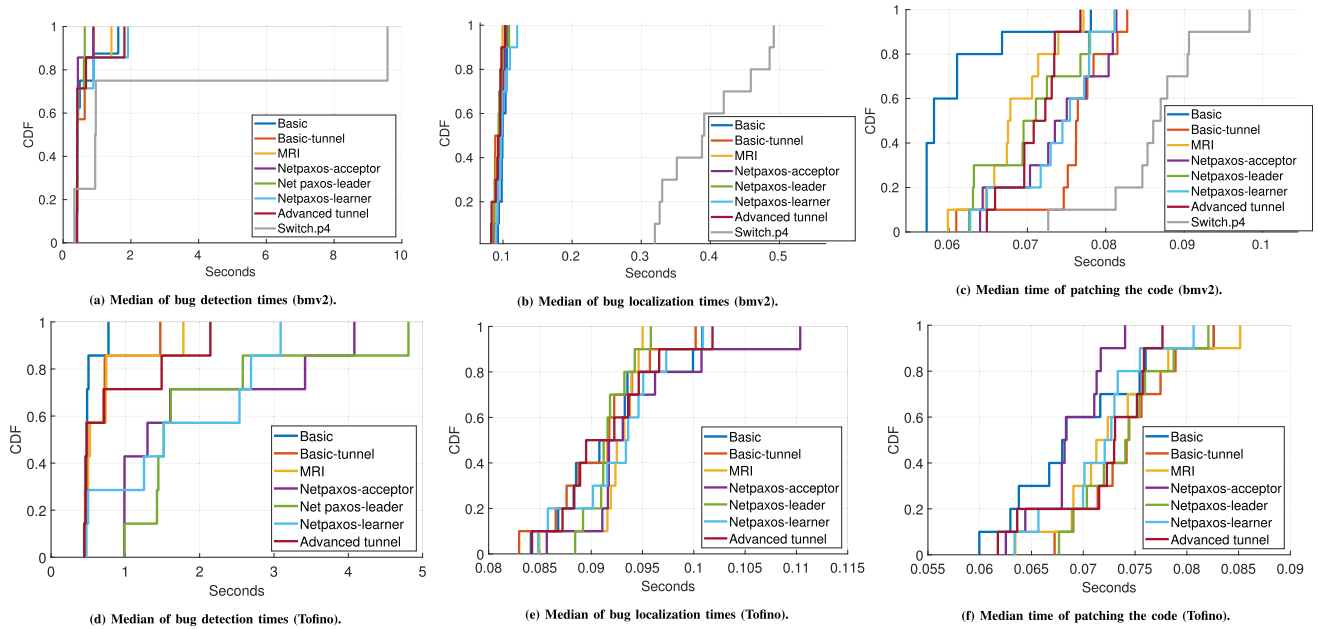 1
0.8
0.6
0.4
0.2
0
CDF
0
2
4
6
8
10
Seconds
Basic
Basic-tunnel
MRI
Netpaxos-acceptor
Net paxos-leader
Netpaxos-learner
Advanced tunnel
Switch.p4
(a) Median of bug detection times (bmv2).
1
0.8
0.6
0.4
0.2
CDF
0.1
0.2
0.3
0.4
0.5
Seconds
Basic
Basic-tunnel
MRI
Netpaxos-acceptor
Netpaxos-leader
Netpaxos-learner
Advanced tunnel
Switch.p4
(b) Median of bug localization times (bmv2).
1
0.8
0.6
0.4
0.2
0
CDF
0.06
0.07
0.08
0.09
0.1
Seconds
Basic
Basic-tunnel
MRI
Netpaxos-acceptor
Netpaxos-leader
Netpaxos-learner
Advanced tunnel
Switch.p4
(c) Median time of patching the code (bmv2).
1
0.8
0.6
0.4
0.2
0
CDF
0
1
2
3
4
5
Seconds
Basic
Basic-tunnel
MRI
Netpaxos-acceptor
Net paxos-leader
Netpaxos-learner
Advanced tunnel
(d) Median of bug detection times (Tofino).
1
0.8
0.6
0.4
0.2
0
CDF
0.08
0.085
0.09
0.095
0.1
0.105
0.11
0.115
Seconds
Basic
Basic-tunnel
MRI
Netpaxos-acceptor
Netpaxos-leader
Netpaxos-learner
Advanced tunnel
(e) Median of bug localization times (Tofino).
1
0.8
0.6
0.4
0.2
0
CDF
0.055
0.06
0.065
0.07
0.075
0.08
0.085
0.09
Seconds
Basic
Basic-tunnel
MRI
Netpaxos-acceptor
Netpaxos-leader
Netpaxos-learner
Advanced tunnel
(f) Median time of patching the code (Tofino).